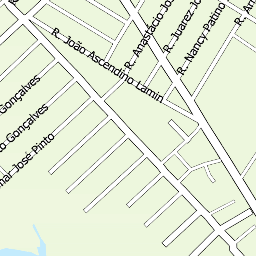 R. João Ascendino Lamin
R. Anastácio Jo
R. Juarez Jo
R. Nancy Patino
R. An
Gonçalves
o Gonçalves
mar José Pinto